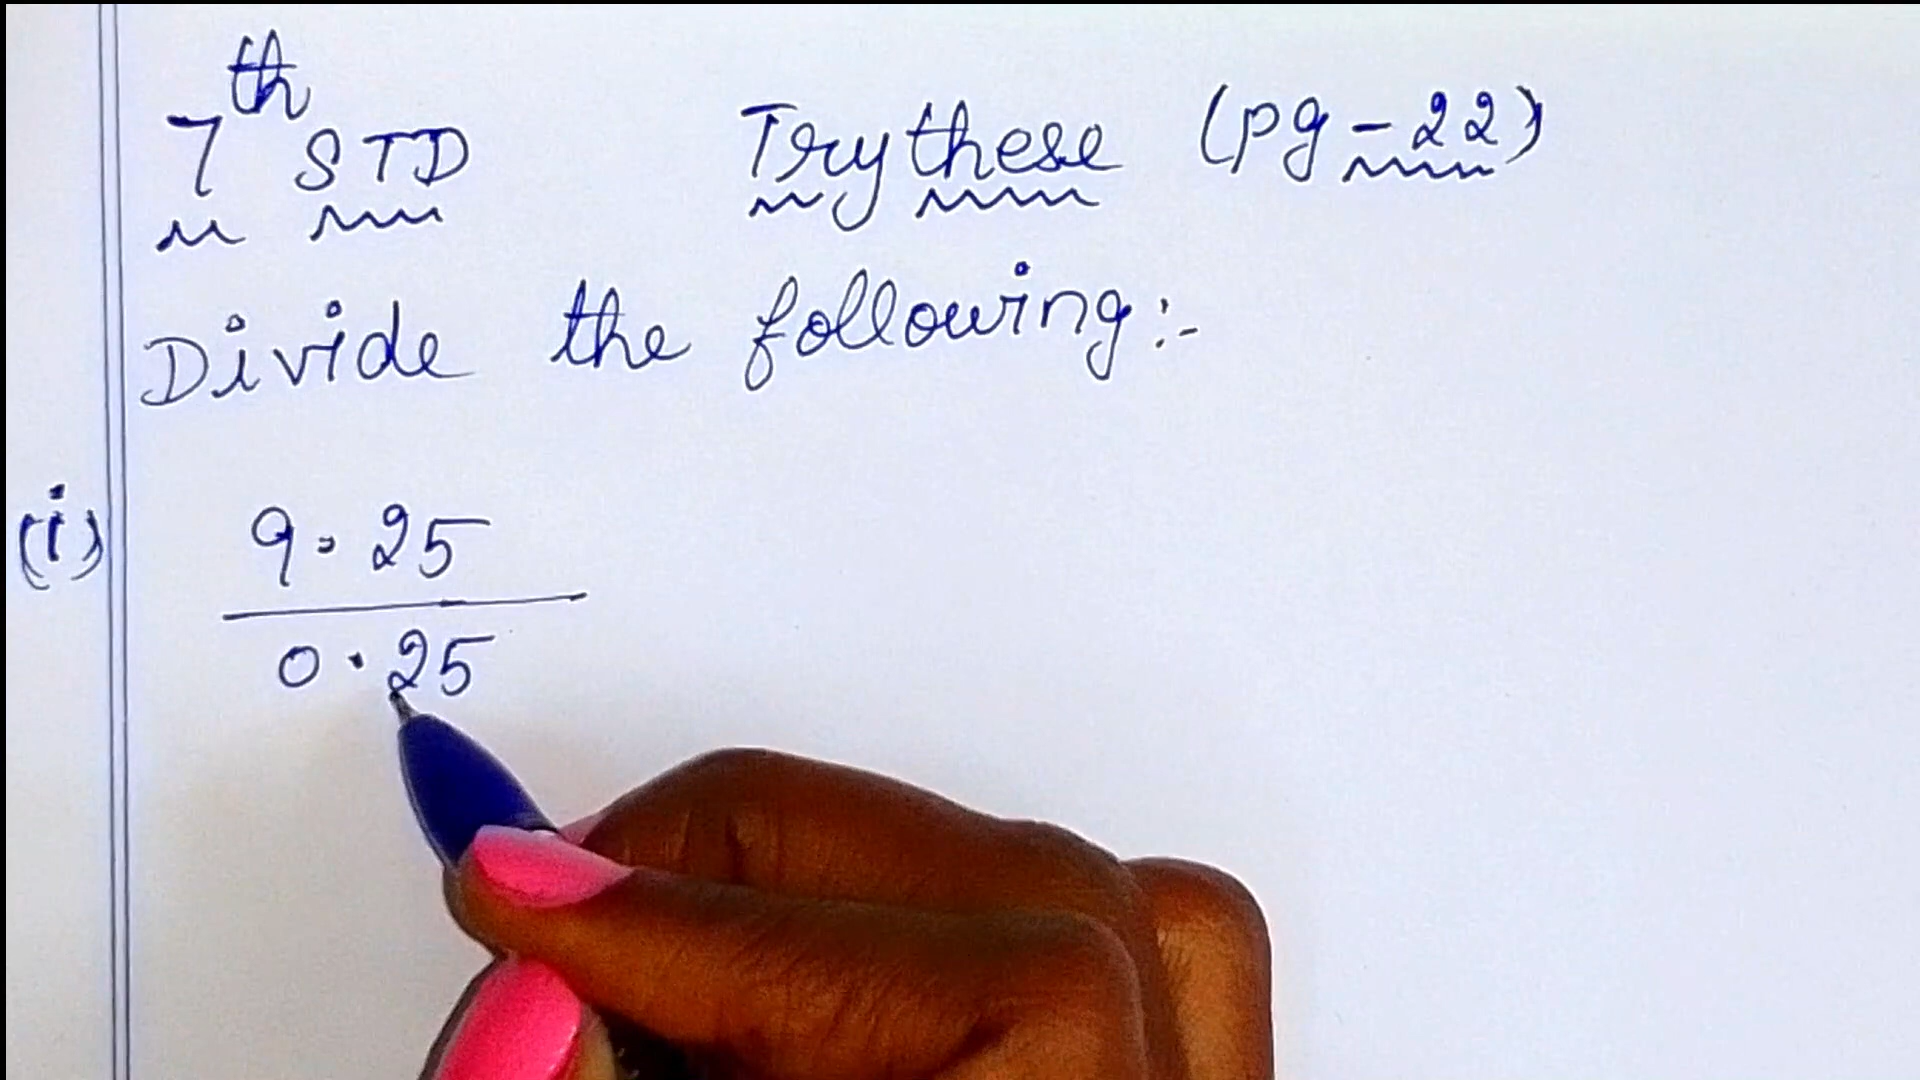 7th STD Try these (pg-22)
Divide the following:-
(i) 9.25
0.25